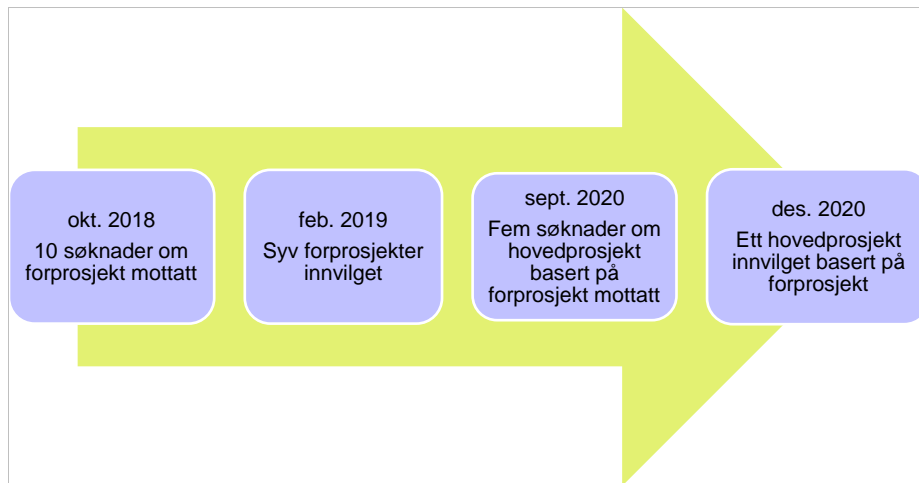 okt. 2018
10 søknader om
forprosjekt mottatt
feb. 2019
Syv forprosjekter
innvilget
sept. 2020
Fem søknader om
hovedprosjekt
basert på
forprosjekt mottatt
des. 2020
Ett hovedprosjekt
innvilget basert på
forprosjekt